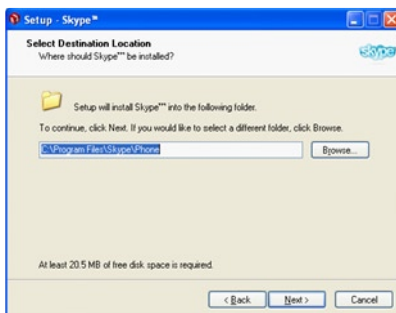 Setup - Skype™
Select Destination Location
Where should Skype™ be installed?
skype
Setup will install Skype™ into the following folder.
To continue, click Next. If you would like to select a different folder, click Browse.
C:\Program Files\Skype\Phone
Browse...
At least 20.5 MB of free disk space is required.
< Back
Next >
Cancel